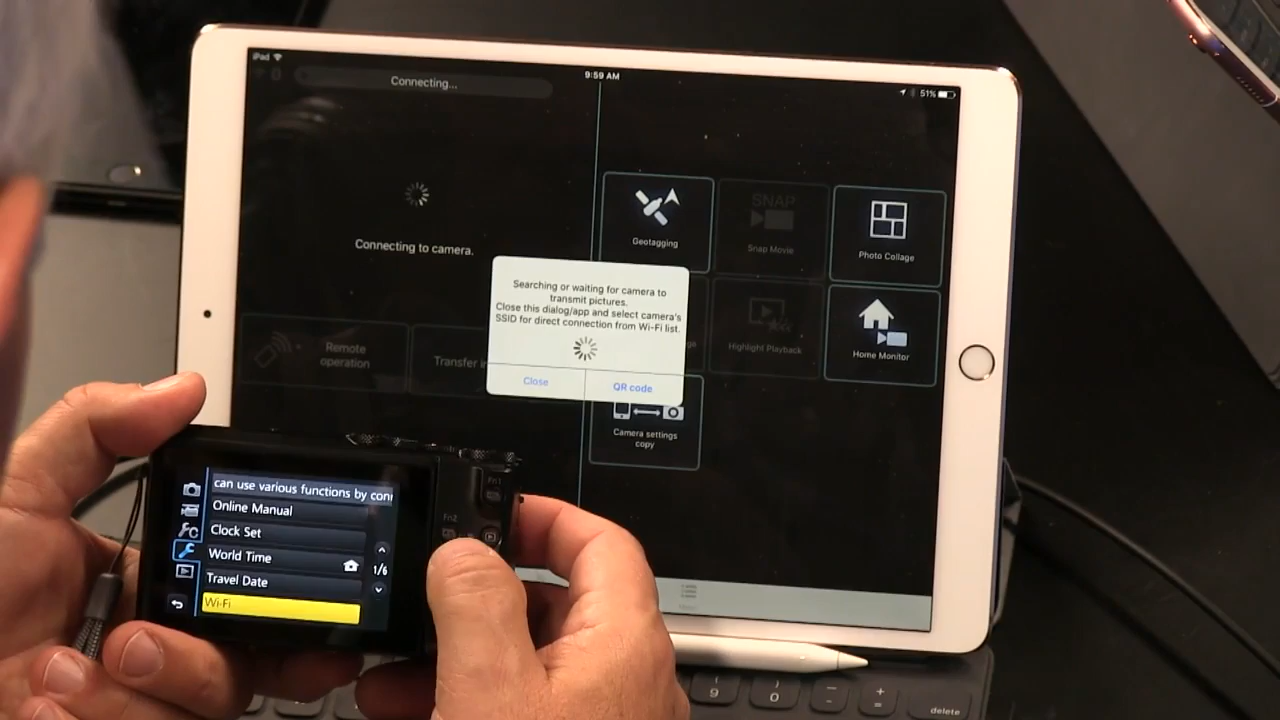 iPad
9:59 AM
51%
Connecting...
Connecting to camera.
Geotagging
SNAP
Snap Movie
Photo Collage
Searching or waiting for camera to
transmit pictures.
Close this dialog/app and select camera's
SSID for direct connection from Wi-Fi list.
Close
QR code
Remote
operation
Transfer
Highlight Playback
Home Monitor
Camera settings
copy
can use various functions by
Online Manual
Clock Set
World Time
Travel Date
Wi-Fi
1/6
Fn1
Fn2
9
0
-
+
=
delete